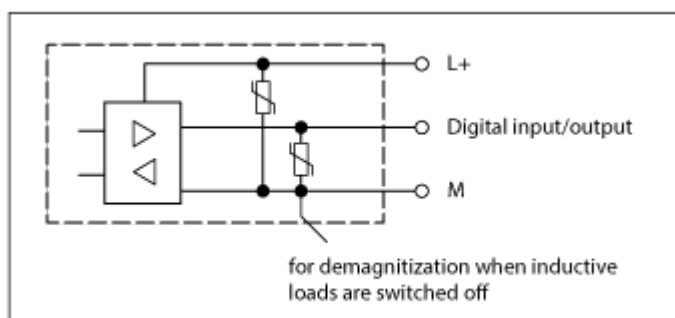 L+
Digital input/output
M
for demagnitization when inductive
loads are switched off